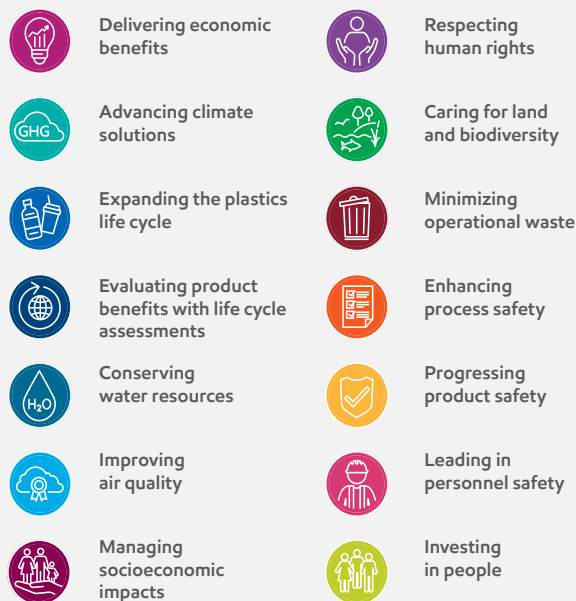 Delivering economic
benefits
Respecting
human rights
GHG
Advancing climate
solutions
Caring for land
and biodiversity
Expanding the plastics
life cycle
Minimizing
operational waste
Evaluating product
benefits with life cycle
assessments
Enhancing
process safety
H₂O
Conserving
water resources
Progressing
product safety
Improving
air quality
Leading in
personnel safety
Managing
socioeconomic
impacts
Investing
in people